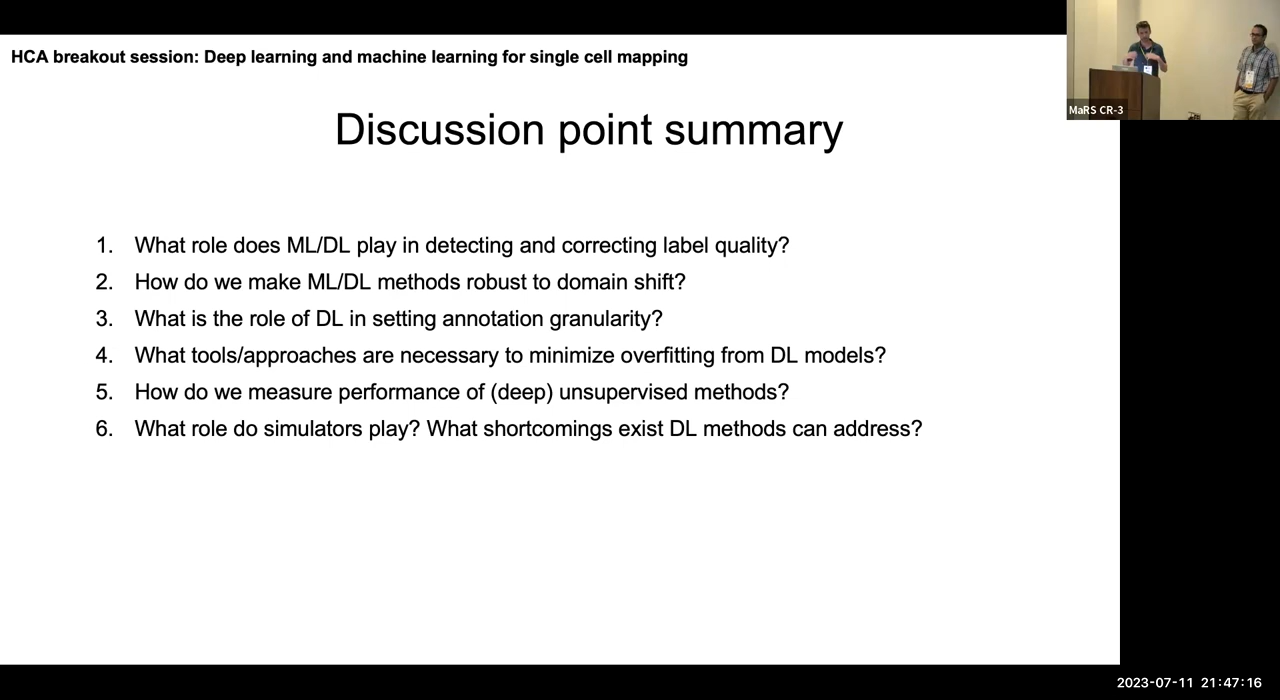 HCA breakout session: Deep learning and machine learning for single cell mapping
MaRS CR-3
Discussion point summary
1. What role does ML/DL play in detecting and correcting label quality?
2. How do we make ML/DL methods robust to domain shift?
3. What is the role of DL in setting annotation granularity?
4. What tools/approaches are necessary to minimize overfitting from DL models?
5. How do we measure performance of (deep) unsupervised methods?
6. What role do simulators play? What shortcomings exist DL methods can address?
2023-07-11 21:47:16